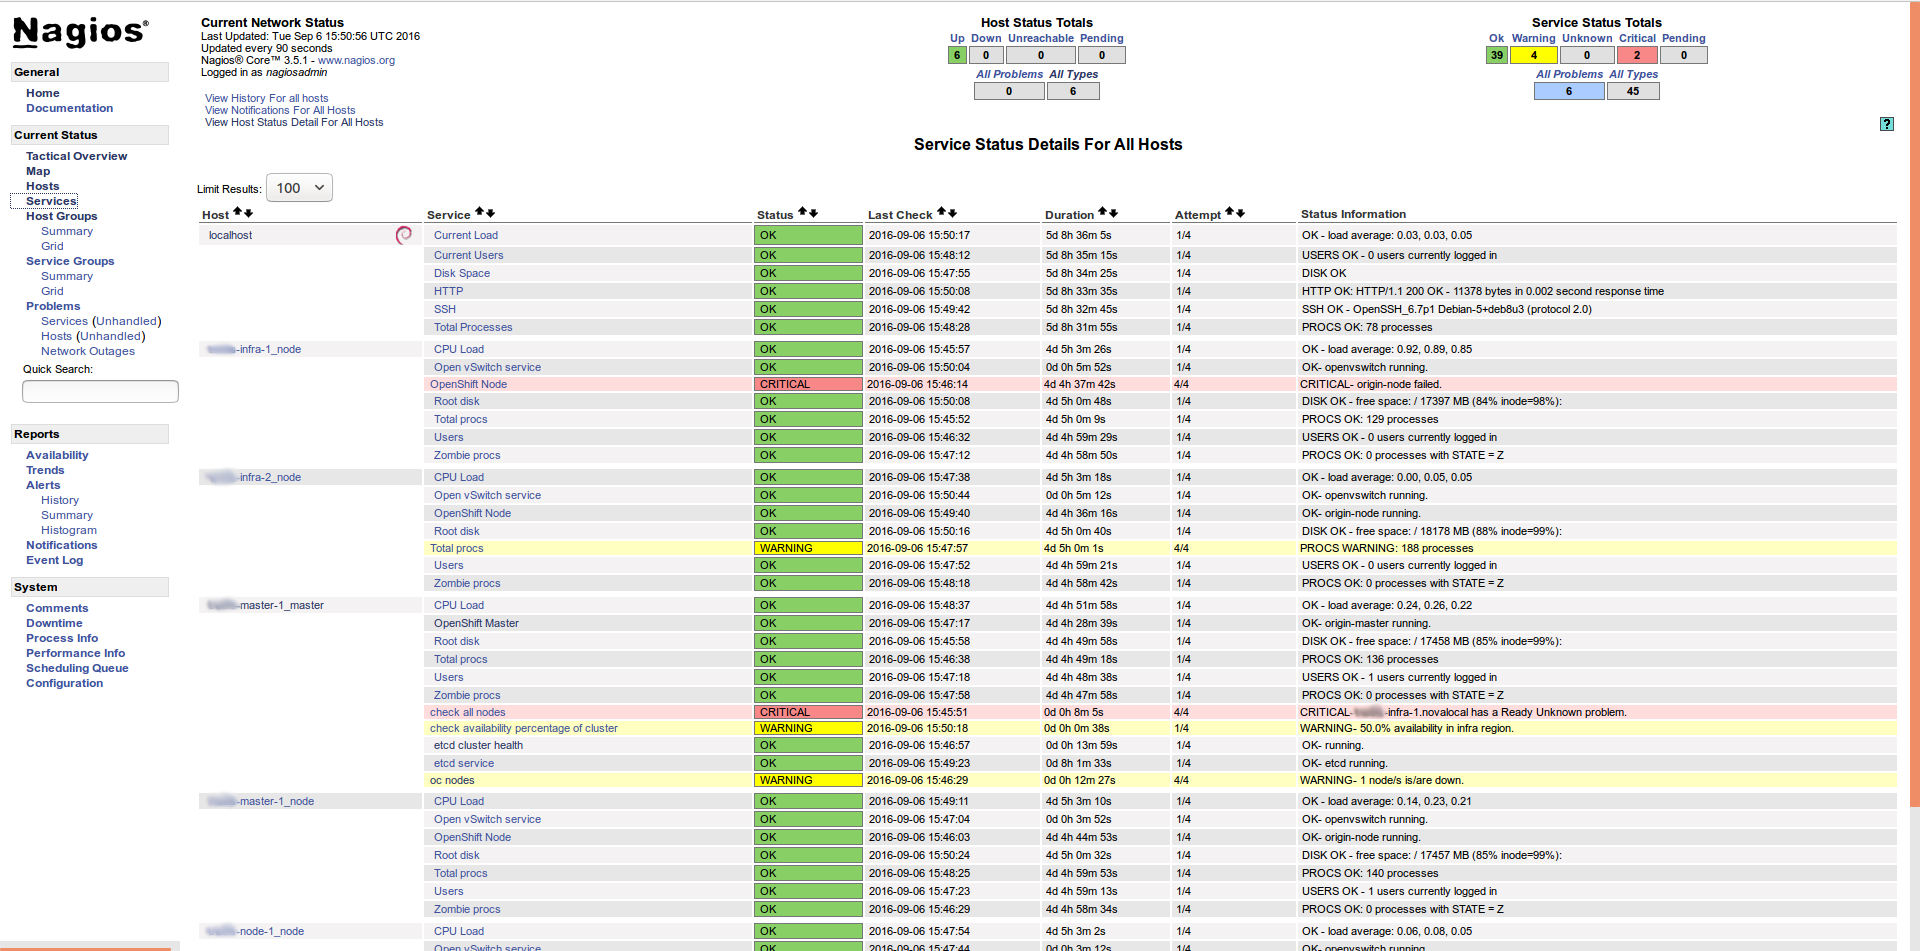 Nagios®
General
Home
Documentation
Current Status
Tactical Overview
Map
Hosts
Services
Host Groups
Summary
Grid
Service Groups
Summary
Grid
Problems
Services (Unhandled)
Hosts (Unhandled)
Network Outages
Quick Search:
Reports
Availability
Trends
Alerts
History
Summary
Histogram
Notifications
Event Log
System
Comments
Downtime
Process Info
Performance Info
Scheduling Queue
Configuration
Current Network Status
Last Updated: Tue Sep 6 15:50:56 UTC 2016
Updated every 90 seconds
Nagios® Core™ 3.5.1 - www.nagios.org
Logged in as nagiosadmin
View History For all hosts
View Notifications For All Hosts
View Host Status Detail For All Hosts
Host Status Totals
Up Down Unreachable Pending
6 0 0 0
All Problems All Types
0 6
Service Status Totals
Ok Warning Unknown Critical Pending
39 4 0 2 0
All Problems All Types
6 45
?
Service Status Details For All Hosts
Limit Results: 100
Host Service Status Last Check Duration Attempt Status Information
localhost Current Load OK 2016-09-06 15:50:17 5d 8h 36m 5s 1/4 OK - load average: 0.03, 0.03, 0.05
Current Users OK 2016-09-06 15:48:12 5d 8h 35m 15s 1/4 USERS OK - 0 users currently logged in
Disk Space OK 2016-09-06 15:47:55 5d 8h 34m 25s 1/4 DISK OK
HTTP OK 2016-09-06 15:50:08 5d 8h 33m 35s 1/4 HTTP OK: HTTP/1.1 200 OK - 11378 bytes in 0.002 second response time
SSH OK 2016-09-06 15:49:42 5d 8h 32m 45s 1/4 SSH OK - OpenSSH_6.7p1 Debian-5+deb8u3 (protocol 2.0)
Total Processes OK 2016-09-06 15:48:28 5d 8h 31m 55s 1/4 PROCS OK: 78 processes
-infra-1_node CPU Load OK 2016-09-06 15:45:57 4d 5h 3m 26s 1/4 OK - load average: 0.92, 0.89, 0.85
Open vSwitch service OK 2016-09-06 15:50:04 0d 0h 5m 52s 1/4 OK- openvswitch running.
OpenShift Node CRITICAL 2016-09-06 15:46:14 4d 4h 37m 42s 4/4 CRITICAL- origin-node failed.
Root disk OK 2016-09-06 15:50:08 4d 5h 0m 48s 1/4 DISK OK - free space: / 17397 MB (84% inode=98%):
Total procs OK 2016-09-06 15:45:52 4d 5h 0m 9s 1/4 PROCS OK: 129 processes
Users OK 2016-09-06 15:46:32 4d 4h 59m 29s 1/4 USERS OK - 0 users currently logged in
Zombie procs OK 2016-09-06 15:47:12 4d 4h 58m 50s 1/4 PROCS OK: 0 processes with STATE = Z
-infra-2_node CPU Load OK 2016-09-06 15:47:38 4d 5h 3m 18s 1/4 OK - load average: 0.00, 0.05, 0.05
Open vSwitch service OK 2016-09-06 15:50:44 0d 0h 5m 12s 1/4 OK- openvswitch running.
OpenShift Node OK 2016-09-06 15:49:40 4d 4h 36m 16s 1/4 OK- origin-node running.
Root disk OK 2016-09-06 15:50:16 4d 5h 0m 40s 1/4 DISK OK - free space: / 18178 MB (88% inode=99%):
Total procs WARNING 2016-09-06 15:47:57 4d 5h 0m 1s 4/4 PROCS WARNING: 188 processes
Users OK 2016-09-06 15:47:52 4d 4h 59m 21s 1/4 USERS OK - 0 users currently logged in
Zombie procs OK 2016-09-06 15:48:18 4d 4h 58m 42s 1/4 PROCS OK: 0 processes with STATE = Z
-master-1_master CPU Load OK 2016-09-06 15:48:37 4d 4h 51m 58s 1/4 OK - load average: 0.24, 0.26, 0.22
OpenShift Master OK 2016-09-06 15:47:17 4d 4h 28m 39s 1/4 OK- origin-master running.
Root disk OK 2016-09-06 15:45:58 4d 4h 49m 58s 1/4 DISK OK - free space: / 17458 MB (85% inode=99%):
Total procs OK 2016-09-06 15:46:38 4d 4h 49m 18s 1/4 PROCS OK: 136 processes
Users OK 2016-09-06 15:47:18 4d 4h 48m 38s 1/4 USERS OK - 1 users currently logged in
Zombie procs OK 2016-09-06 15:47:58 4d 4h 47m 58s 1/4 PROCS OK: 0 processes with STATE = Z
check all nodes CRITICAL 2016-09-06 15:45:51 0d 0h 8m 5s 4/4 CRITICAL- -infra-1.novalocal has a Ready Unknown problem.
check availability percentage of cluster WARNING 2016-09-06 15:50:18 0d 0h 0m 38s 1/4 WARNING- 50.0% availability in infra region.
etcd cluster health OK 2016-09-06 15:46:57 0d 0h 13m 59s 1/4 OK- running.
etcd service OK 2016-09-06 15:49:23 0d 8h 1m 33s 1/4 OK- etcd running.
oc nodes WARNING 2016-09-06 15:46:29 0d 0h 12m 27s 4/4 WARNING- 1 node/s is/are down.
-master-1_node CPU Load OK 2016-09-06 15:49:11 4d 5h 3m 10s 1/4 OK - load average: 0.14, 0.23, 0.21
Open vSwitch service OK 2016-09-06 15:47:04 0d 0h 3m 52s 1/4 OK- openvswitch running.
OpenShift Node OK 2016-09-06 15:46:03 4d 4h 44m 53s 1/4 OK- origin-node running.
Root disk OK 2016-09-06 15:50:24 4d 5h 0m 32s 1/4 DISK OK - free space: / 17457 MB (85% inode=99%):
Total procs OK 2016-09-06 15:48:25 4d 4h 59m 53s 1/4 PROCS OK: 140 processes
Users OK 2016-09-06 15:47:23 4d 4h 59m 13s 1/4 USERS OK - 1 users currently logged in
Zombie procs OK 2016-09-06 15:46:29 4d 4h 58m 34s 1/4 PROCS OK: 0 processes with STATE = Z
-node-1_node CPU Load OK 2016-09-06 15:47:54 4d 5h 3m 2s 1/4 OK - load average: 0.06, 0.08, 0.05
Open vSwitch service OK 2016-09-06 15:47:44 0d 0h 3m 12s 1/4 OK- openvswitch running.